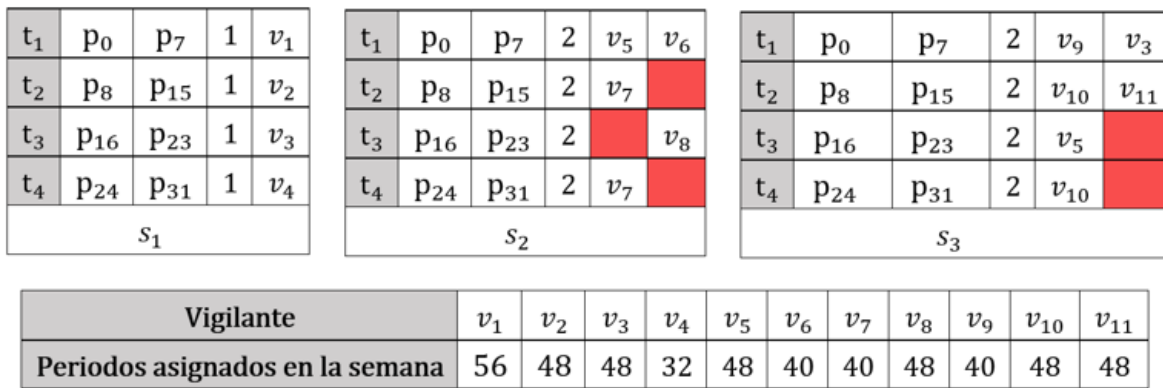 t₁ p₀ p₇ 1 v₁
t₂ p₈ p₁₅ 1 v₂
t₃ p₁₆ p₂₃ 1 v₃
t₄ p₂₄ p₃₁ 1 v₄
s₁
t₁ p₀ p₇ 2 v₅ v₆
t₂ p₈ p₁₅ 2 v₇
t₃ p₁₆ p₂₃ 2 v₈
t₄ p₂₄ p₃₁ 2 v₇
s₂
t₁ p₀ p₇ 2 v₉ v₃
t₂ p₈ p₁₅ 2 v₁₀ v₁₁
t₃ p₁₆ p₂₃ 2 v₅
t₄ p₂₄ p₃₁ 2 v₁₀
s₃
Vigilante v₁ v₂ v₃ v₄ v₅ v₆ v₇ v₈ v₉ v₁₀ v₁₁
Periodos asignados en la semana 56 48 48 32 48 40 40 48 40 48 48